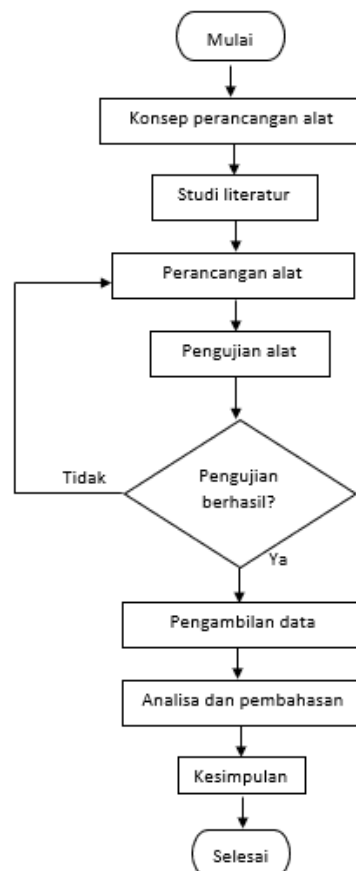 Mulai
Konsep perancangan alat
Studi literatur
Perancangan alat
Pengujian alat
Tidak
Pengujian
berhasil?
Ya
Pengambilan data
Analisa dan pembahasan
Kesimpulan
Selesai